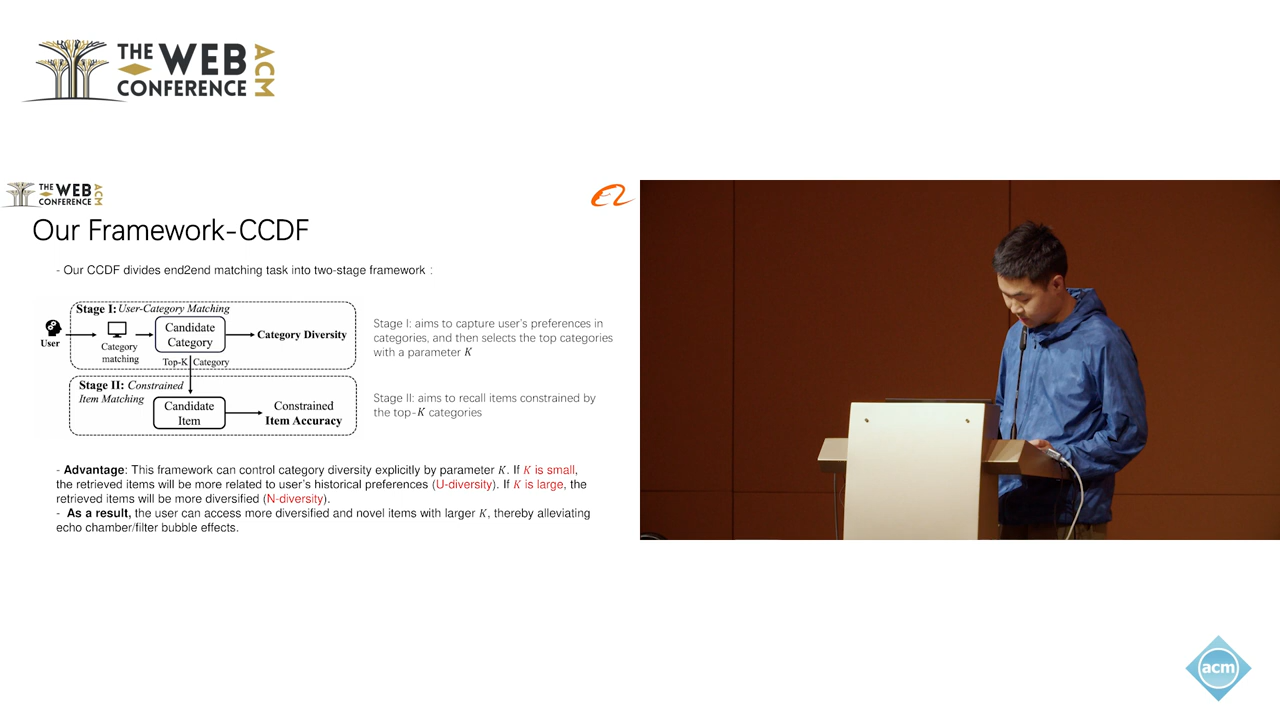 THE WEB CONFERENCE ACM
THE WEB CONFERENCE ACM
Our Framework-CCDF
- Our CCDF divides end2end matching task into two-stage framework :
Stage I: User-Category Matching
User
Category matching
Candidate Category
Category Diversity
Top-K Category
Stage II: Constrained Item Matching
Candidate Item
Constrained Item Accuracy
Stage I: aims to capture user's preferences in
categories, and then selects the top categories
with a parameter K
Stage II: aims to recall items constrained by
the top-K categories
- Advantage: This framework can control category diversity explicitly by parameter K. If K is small,
the retrieved items will be more related to user's historical preferences (U-diversity). If K is large, the
retrieved items will be more diversified (N-diversity).
- As a result, the user can access more diversified and novel items with larger K, thereby alleviating
echo chamber/filter bubble effects.
acm